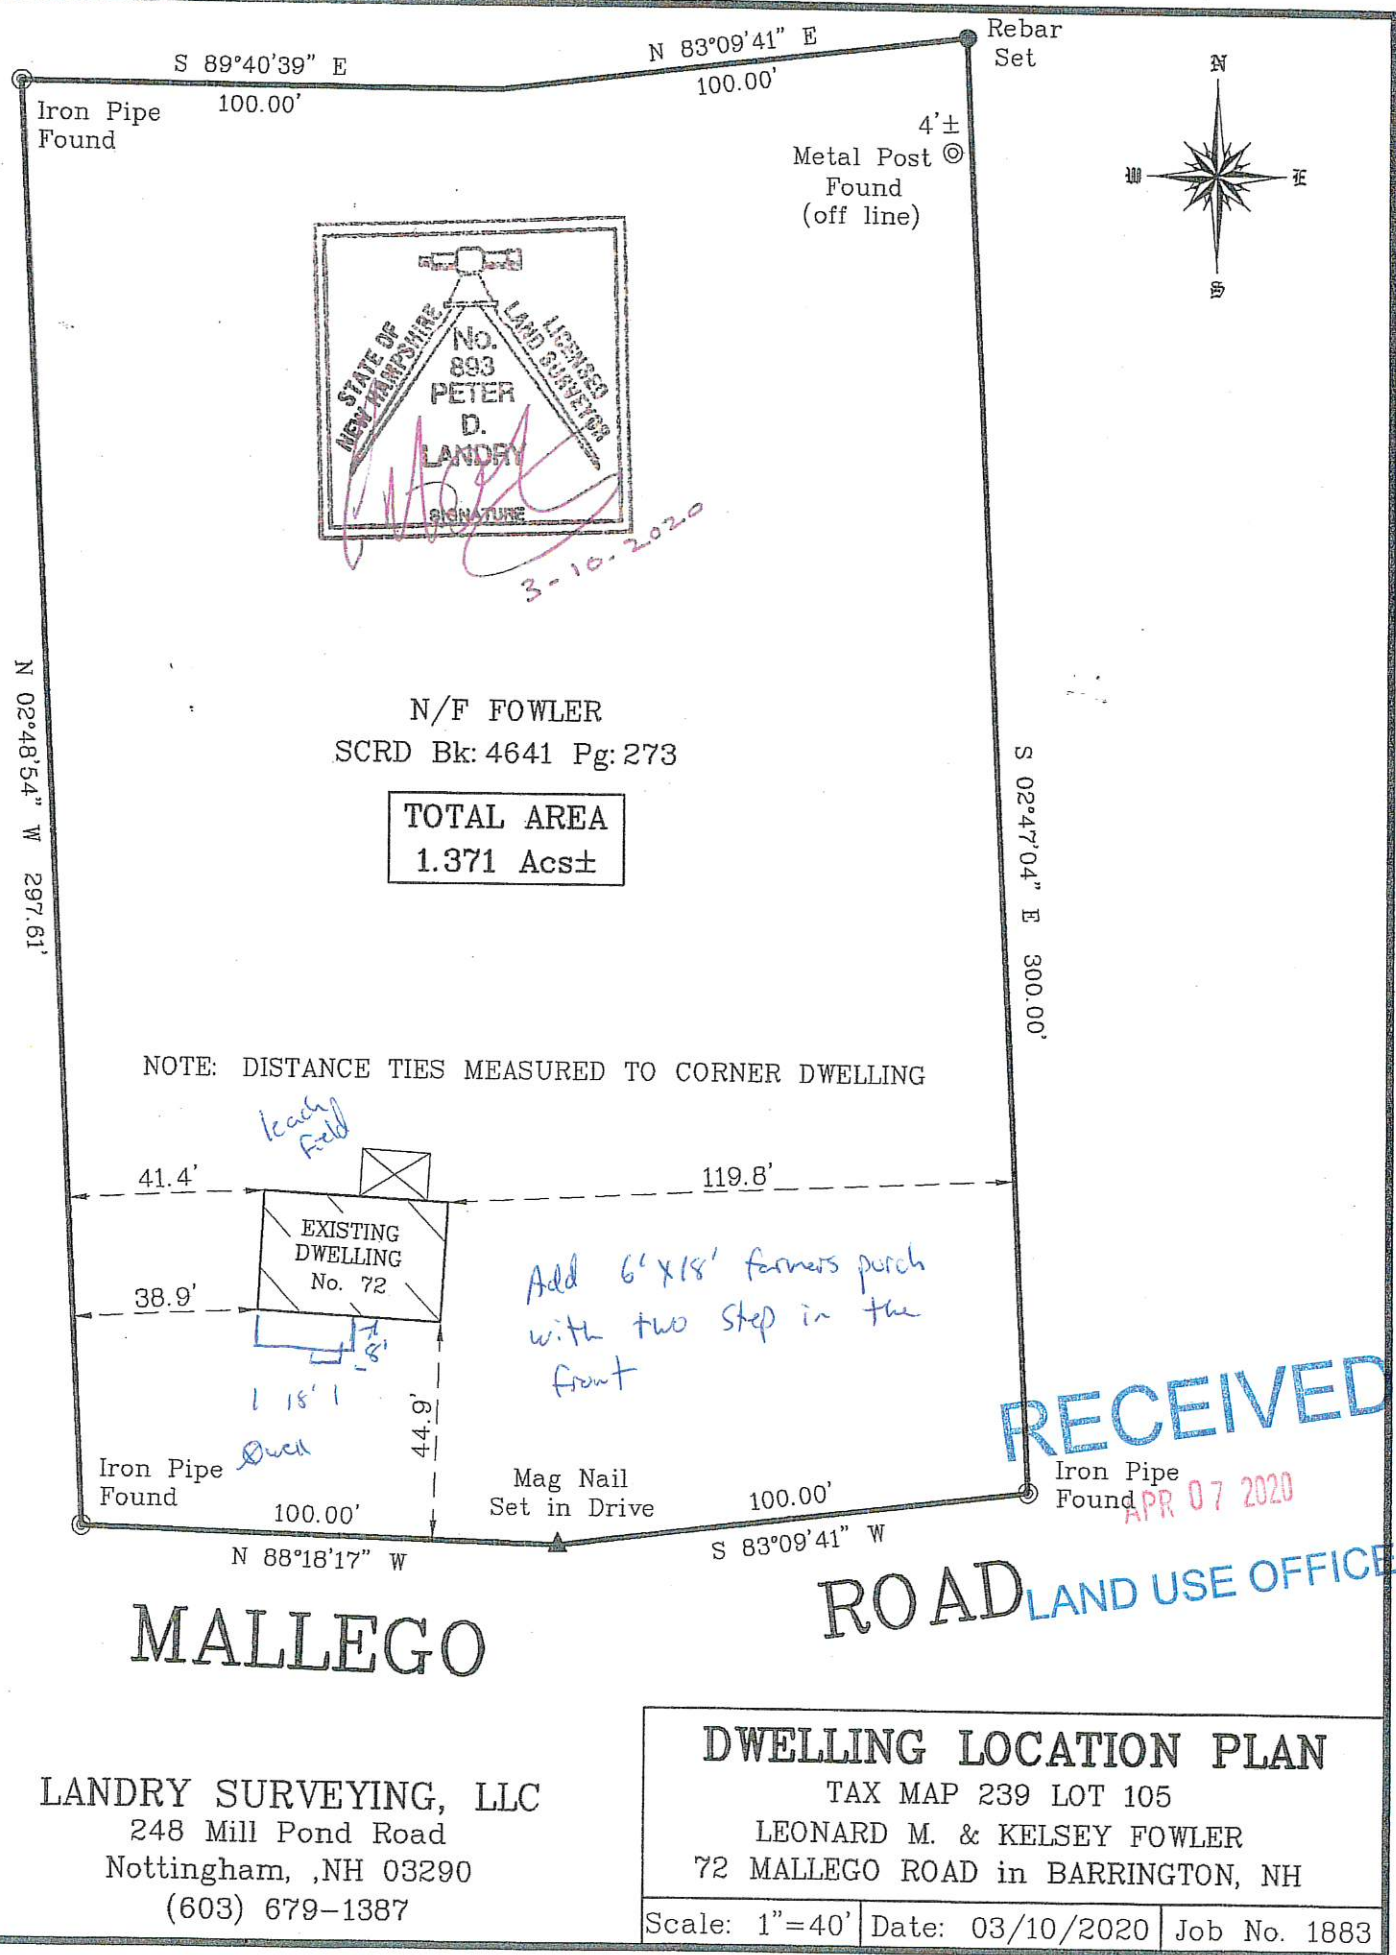 S 89°40'39" E
100.00'
N 83°09'41" E
100.00'
Rebar
Set
Iron Pipe
Found
4'±
Metal Post
Found
(off line)
N
W
E
S
STATE OF
NEW HAMPSHIRE
LICENSED
LAND SURVEYOR
No.
893
PETER
D.
LANDRY
SIGNATURE
3-10-2020
N 02°48'54" W 297.61'
S 02°47'04" E 300.00'
N/F FOWLER
SCRD Bk: 4641 Pg: 273
TOTAL AREA
1.371 Acs±
NOTE: DISTANCE TIES MEASURED TO CORNER DWELLING
leach
field
41.4'
119.8'
EXISTING
DWELLING
No. 72
38.9'
Add 6' x 18' farmers porch
with two step in the
front
8'
18'
well
44.9'
RECEIVED
APR 07 2020
LAND USE OFFICE
Iron Pipe
Found
Mag Nail
Set in Drive
Iron Pipe
Found
100.00'
N 88°18'17" W
100.00'
S 83°09'41" W
MALLEGO
ROAD
LANDRY SURVEYING, LLC
248 Mill Pond Road
Nottingham, ,NH 03290
(603) 679-1387
DWELLING LOCATION PLAN
TAX MAP 239 LOT 105
LEONARD M. & KELSEY FOWLER
72 MALLEGO ROAD in BARRINGTON, NH
Scale: 1"=40' Date: 03/10/2020 Job No. 1883